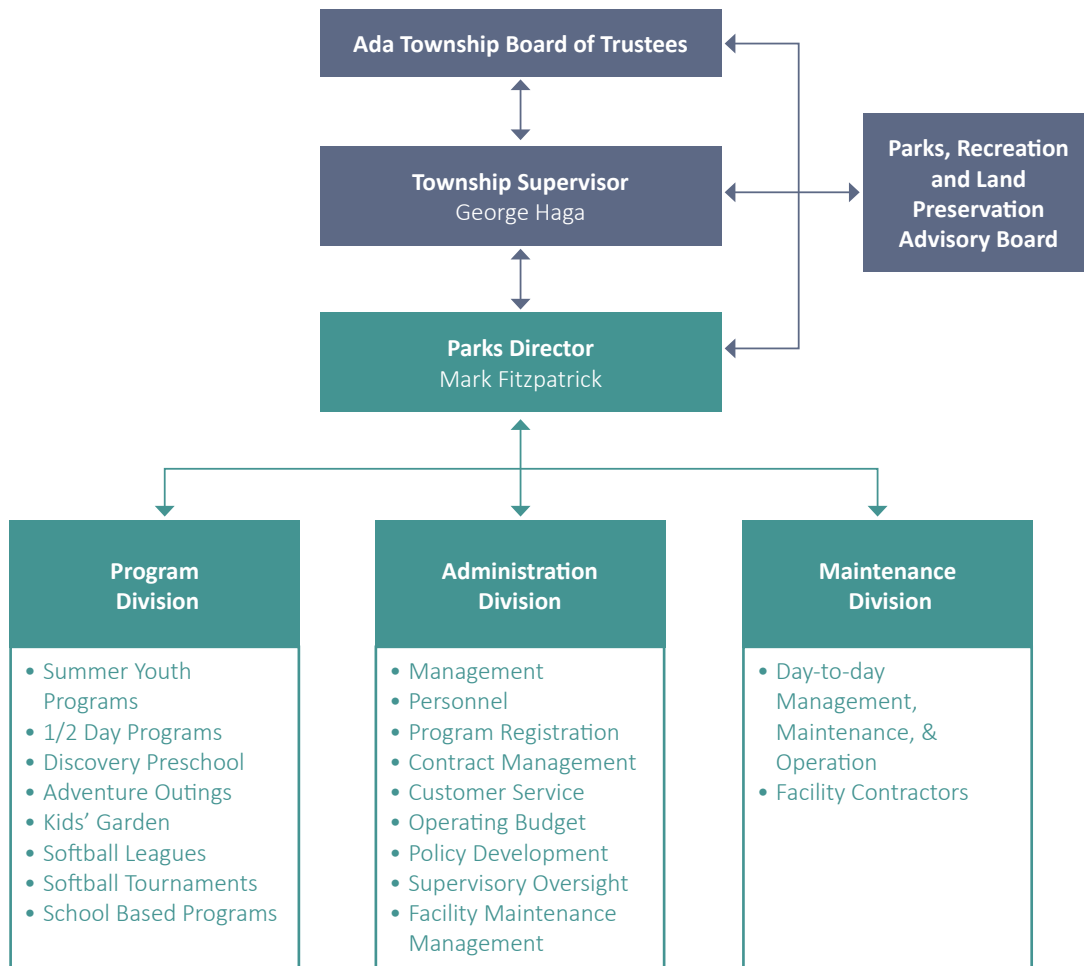 Ada Township Board of Trustees
Township Supervisor
George Haga
Parks, Recreation
and Land
Preservation
Advisory Board
Parks Director
Mark Fitzpatrick
Program
Division
• Summer Youth
Programs
• 1/2 Day Programs
• Discovery Preschool
• Adventure Outings
• Kids’ Garden
• Softball Leagues
• Softball Tournaments
• School Based Programs
Administration
Division
• Management
• Personnel
• Program Registration
• Contract Management
• Customer Service
• Operating Budget
• Policy Development
• Supervisory Oversight
• Facility Maintenance
Management
Maintenance
Division
• Day-to-day
Management,
Maintenance, &
Operation
• Facility Contractors